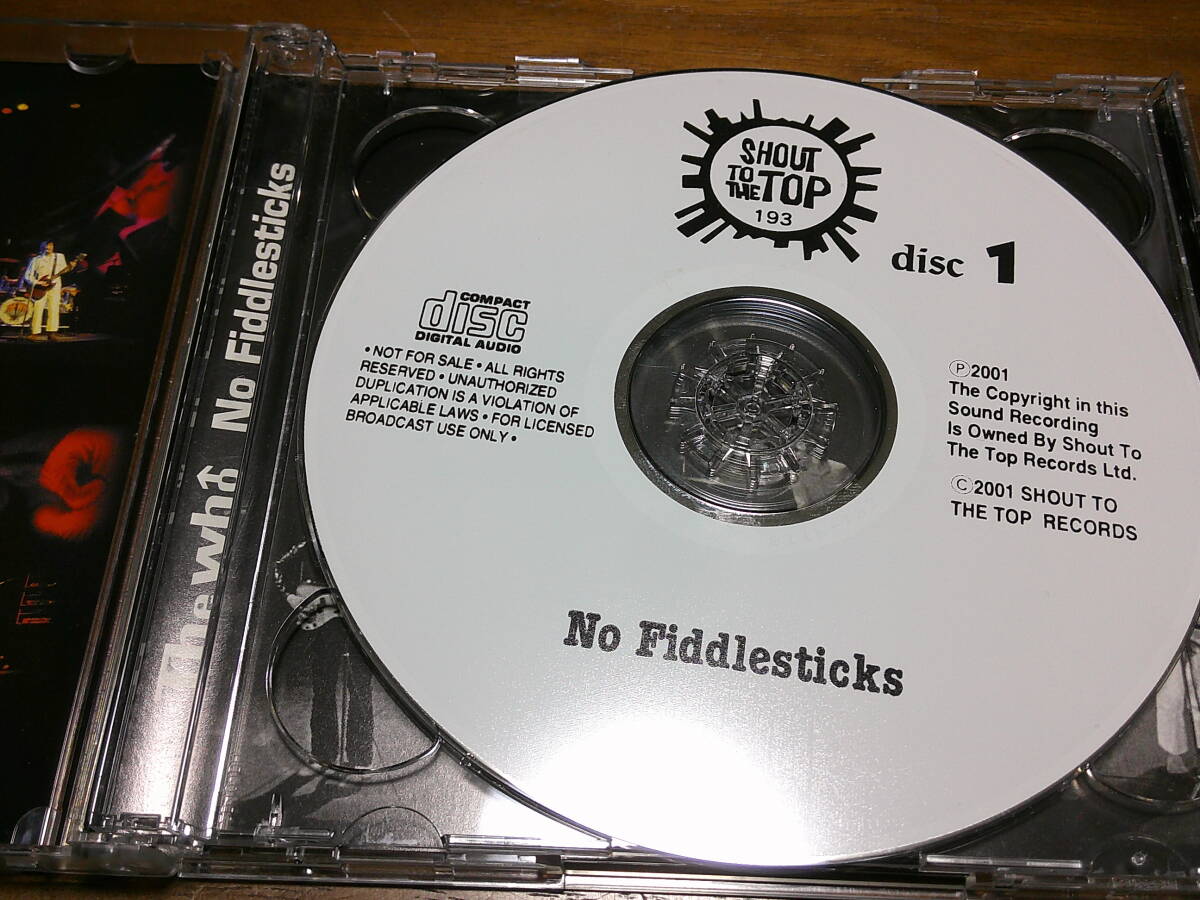 The whO No Fiddlesticks
SHOUT
TO
THE TOP
193
disc 1
COMPACT
disc
DIGITAL AUDIO
• NOT FOR SALE • ALL RIGHTS
RESERVED • UNAUTHORIZED
DUPLICATION IS A VIOLATION OF
APPLICABLE LAWS • FOR LICENSED
BROADCAST USE ONLY •
Ⓟ2001
The Copyright in this
Sound Recording
Is Owned By Shout To
The Top Records Ltd.
Ⓒ2001 SHOUT TO
THE TOP RECORDS
No Fiddlesticks